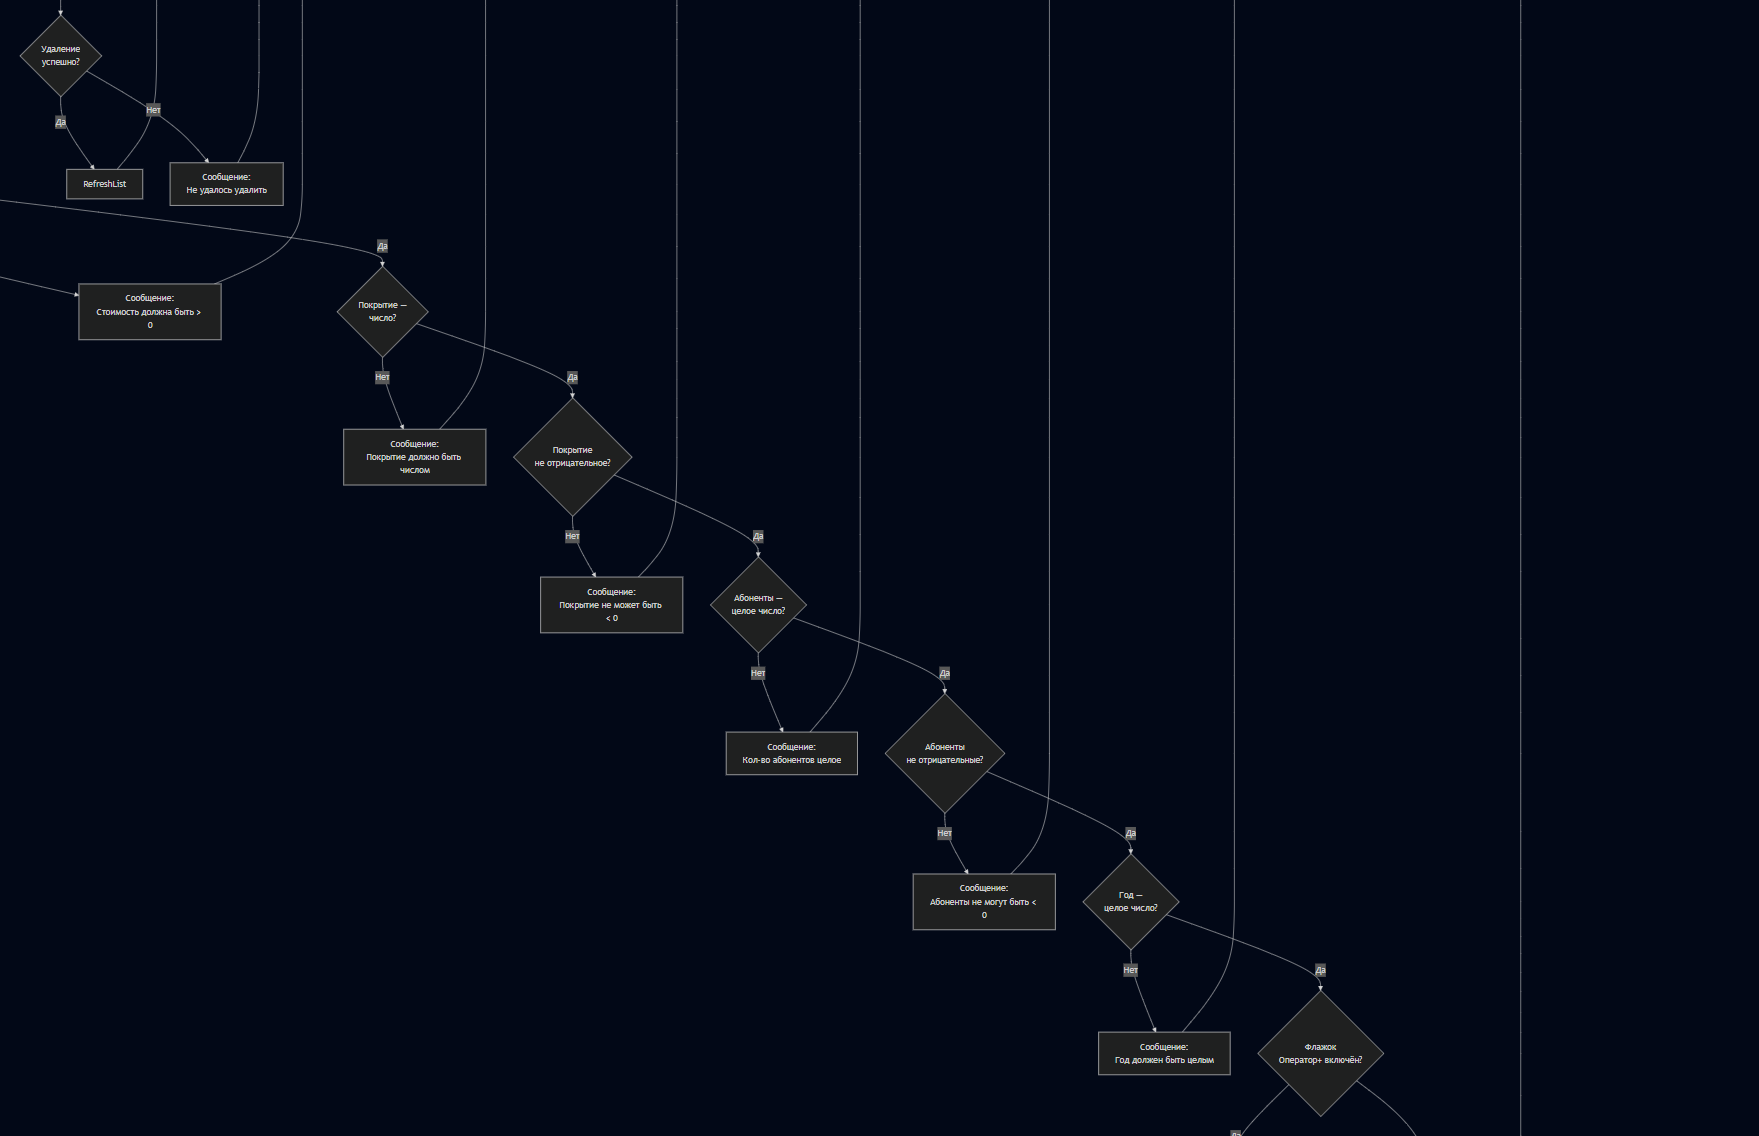 Удаление
успешно?
Нет
Да
RefreshList
Сообщение:
Не удалось удалить
Да
Сообщение:
Стоимость должна быть >
0
Покрытие —
число?
Нет
Да
Сообщение:
Покрытие должно быть
числом
Покрытие
не отрицательное?
Нет
Да
Сообщение:
Покрытие не может быть
< 0
Абоненты —
целое число?
Нет
Да
Сообщение:
Кол-во абонентов целое
Абоненты
не отрицательные?
Нет
Да
Сообщение:
Абоненты не могут быть <
0
Год —
целое число?
Нет
Да
Сообщение:
Год должен быть целым
Флажок
Оператор+ включён?
Да